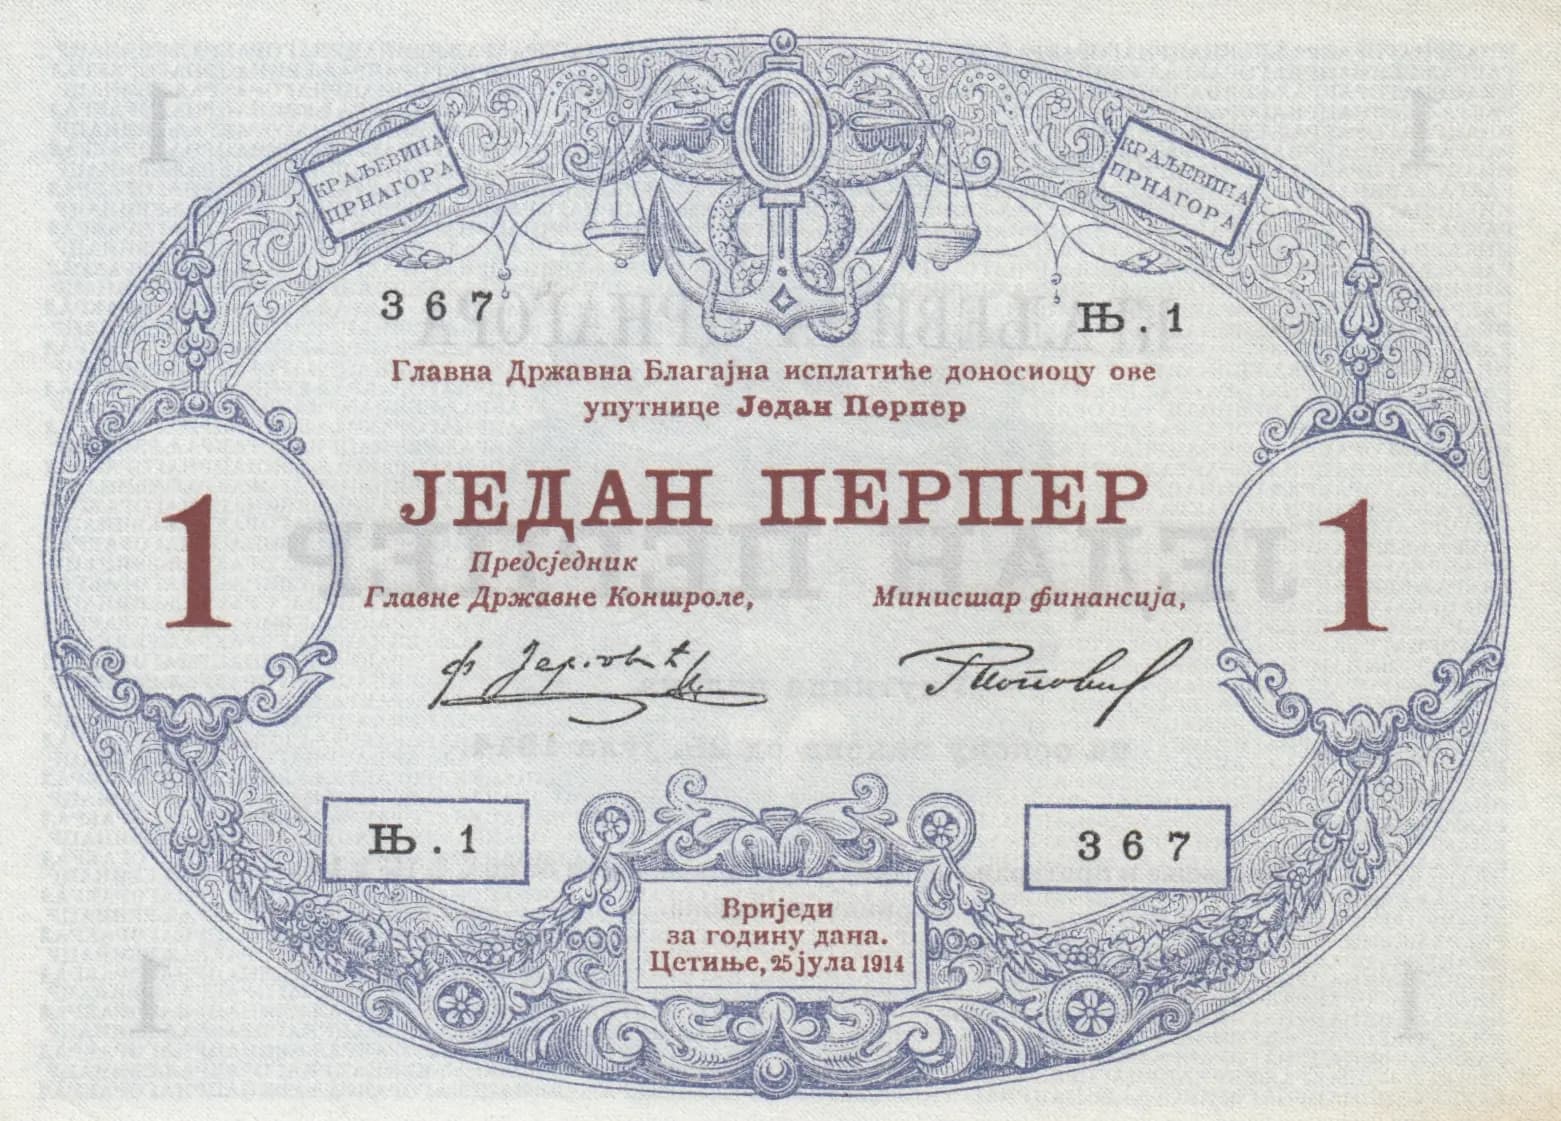 КРАЉЕВИНА
ЦРНАГОРА
КРАЉЕВИНА
ЦРНАГОРА
367
Њ.1
Главна Државна Благајна исплатиће доносиоцу ове
упутнице Један Перпер
ЈЕДАН ПЕРПЕР
1
1
Предсједник
Главне Државне Контроле,
Министар финансија,
Њ.1
367
Вриједи
за годину дана.
Цетиње, 25 јула 1914